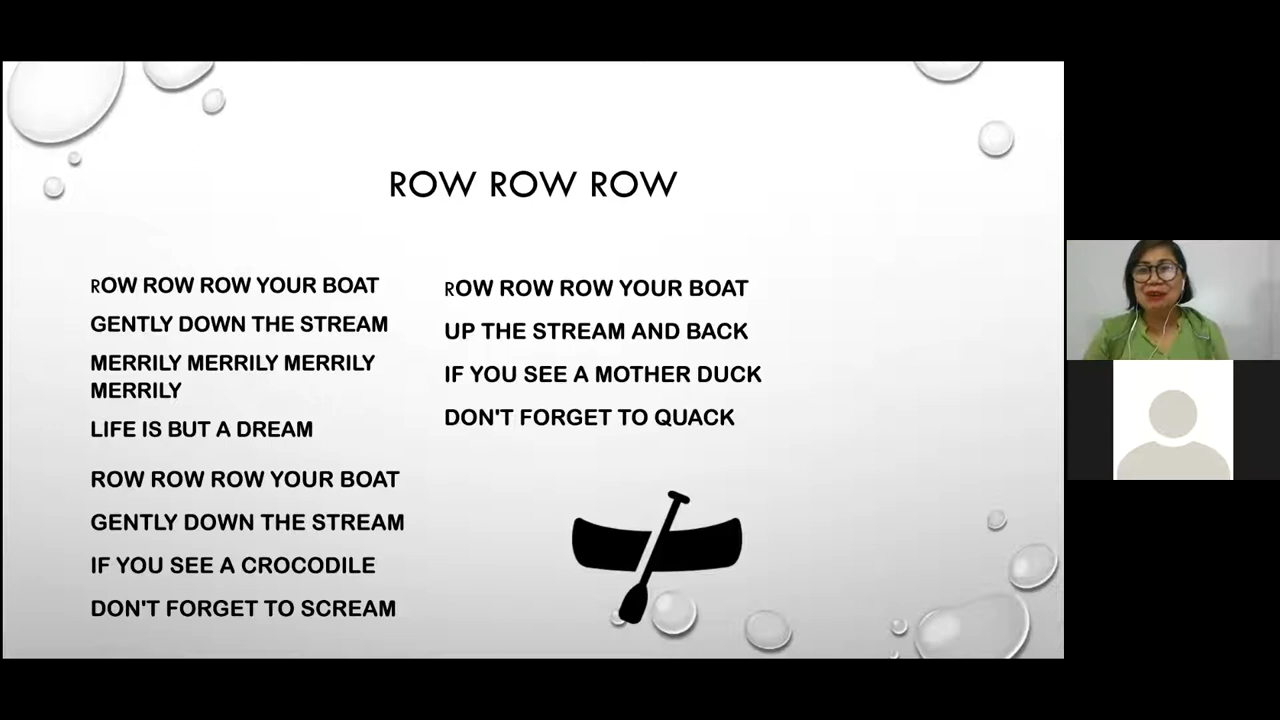 ROW ROW ROW
ROW ROW ROW YOUR BOAT
GENTLY DOWN THE STREAM
MERRILY MERRILY MERRILY
MERRILY
LIFE IS BUT A DREAM
ROW ROW ROW YOUR BOAT
GENTLY DOWN THE STREAM
IF YOU SEE A CROCODILE
DON'T FORGET TO SCREAM
ROW ROW ROW YOUR BOAT
UP THE STREAM AND BACK
IF YOU SEE A MOTHER DUCK
DON'T FORGET TO QUACK